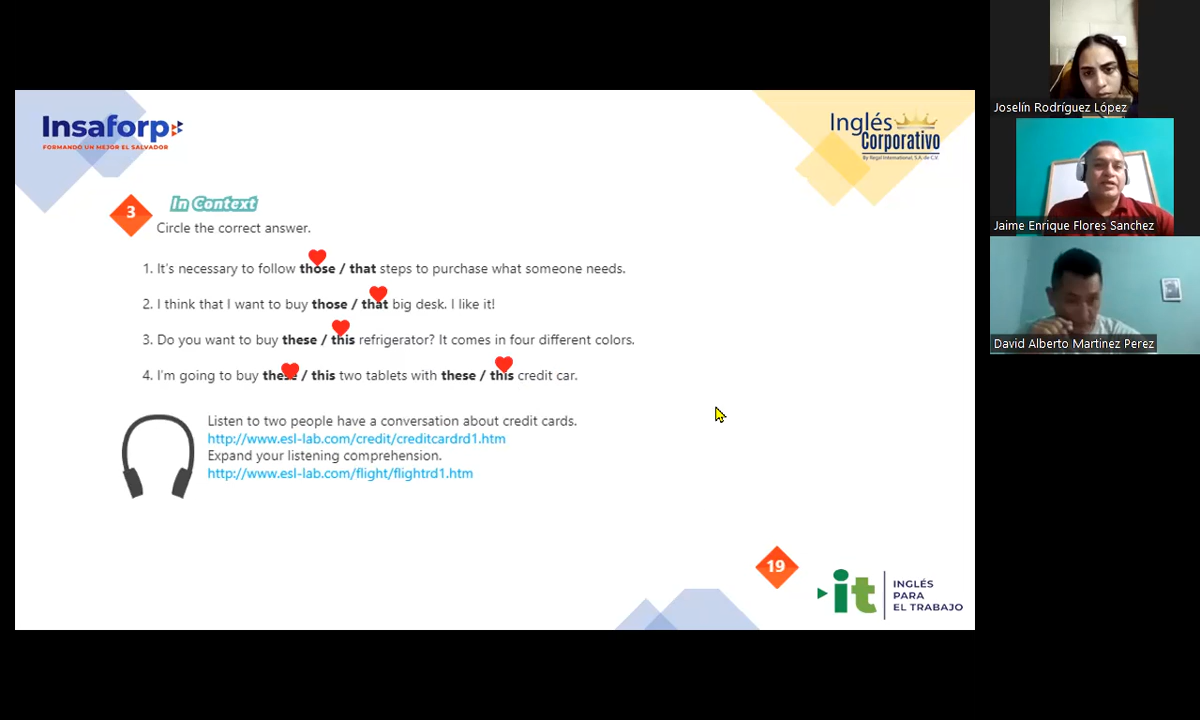 Insaforp
FORMANDO UN MEJOR EL SALVADOR
Inglés
Corporativo
By Regal International, S.A. de C.V.
3
In Context
Circle the correct answer.
1. It's necessary to follow those / that steps to purchase what someone needs.
2. I think that I want to buy those / that big desk. I like it!
3. Do you want to buy these / this refrigerator? It comes in four different colors.
4. I'm going to buy these / this two tablets with these / this credit car.
Listen to two people have a conversation about credit cards.
http://www.esl-lab.com/credit/creditcardrd1.htm
Expand your listening comprehension.
http://www.esl-lab.com/flight/flightrd1.htm
19
it
INGLÉS
PARA
EL TRABAJO
Joselín Rodríguez López
Jaime Enrique Flores Sanchez
David Alberto Martinez Perez